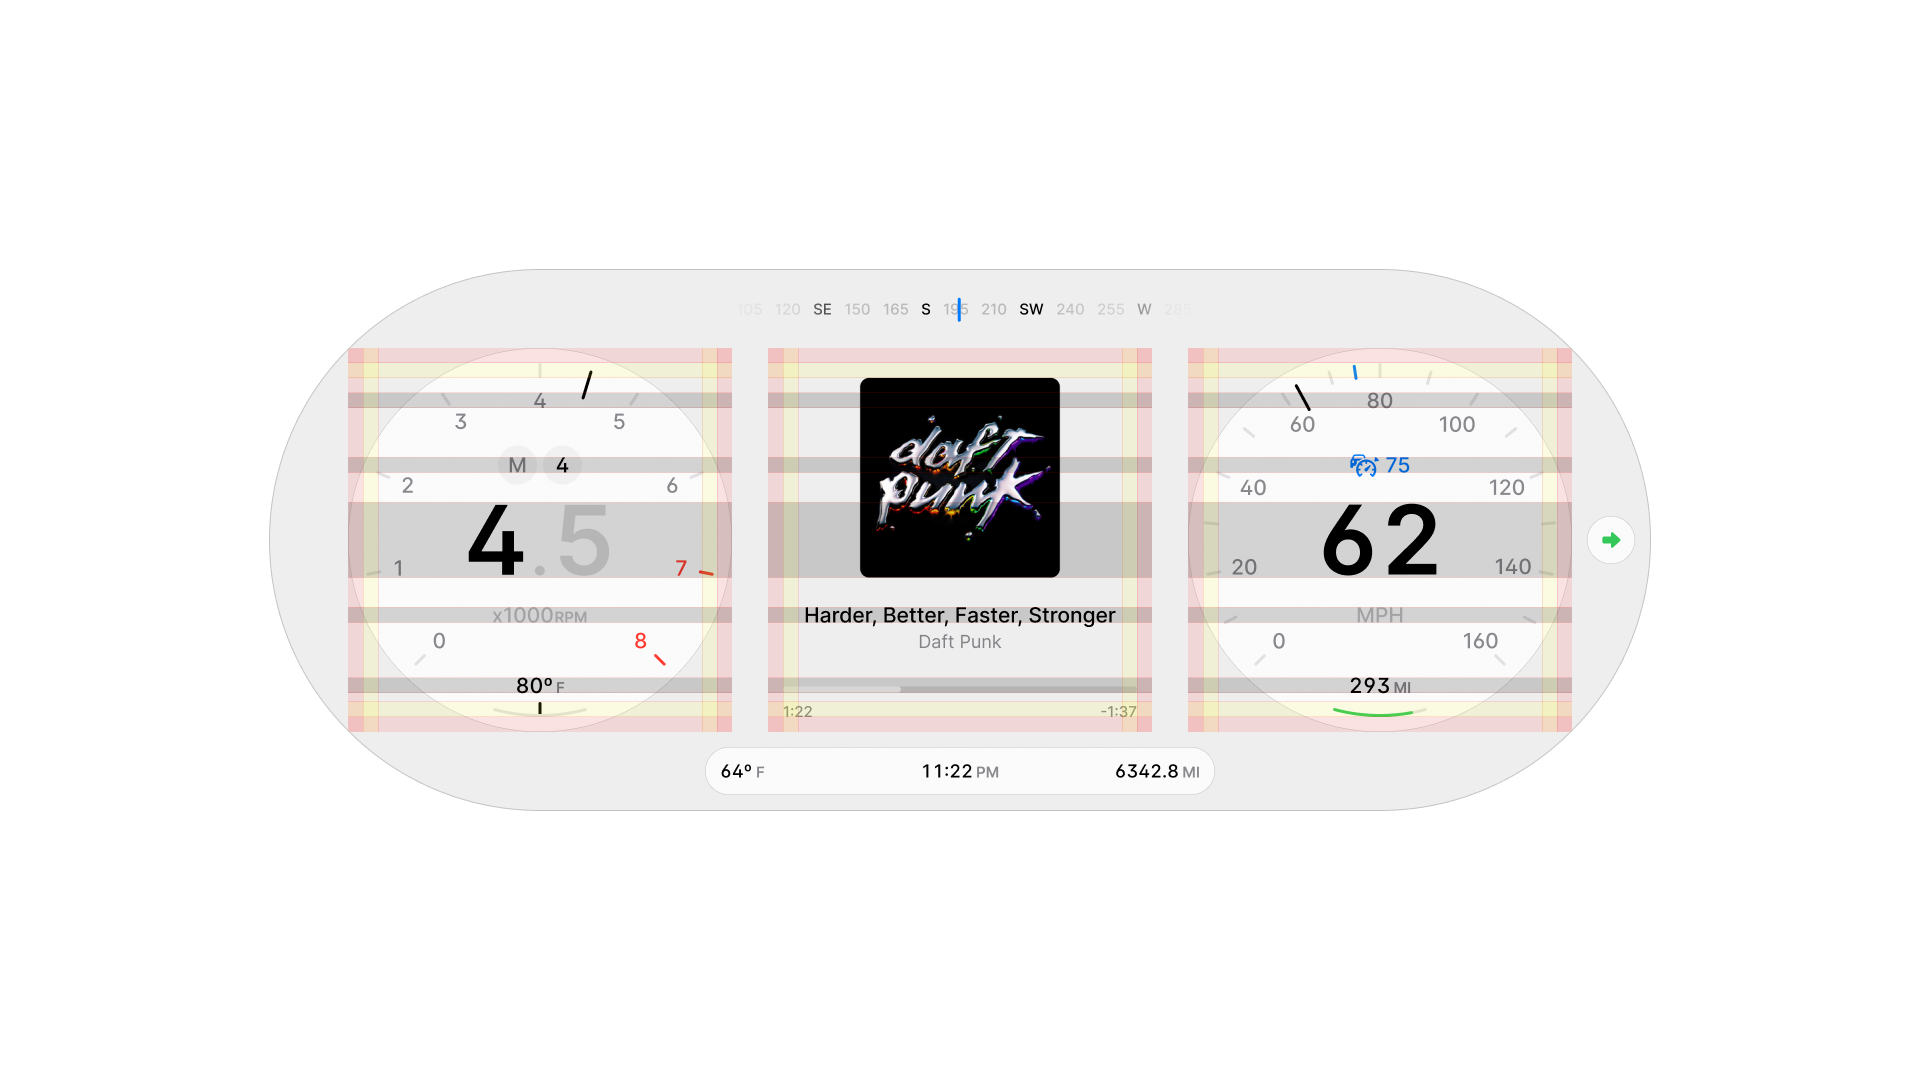 105 120 SE 150 165 S 195 210 SW 240 255 W 285
4
3 5
M 4
2 6
4.5
1 7
x1000RPM
0 8
80º F
daft
punk
Harder, Better, Faster, Stronger
Daft Punk
1:22 -1:37
80
60 100
75
40 120
62
20 140
MPH
0 160
293 MI
64º F 11:22 PM 6342.8 MI